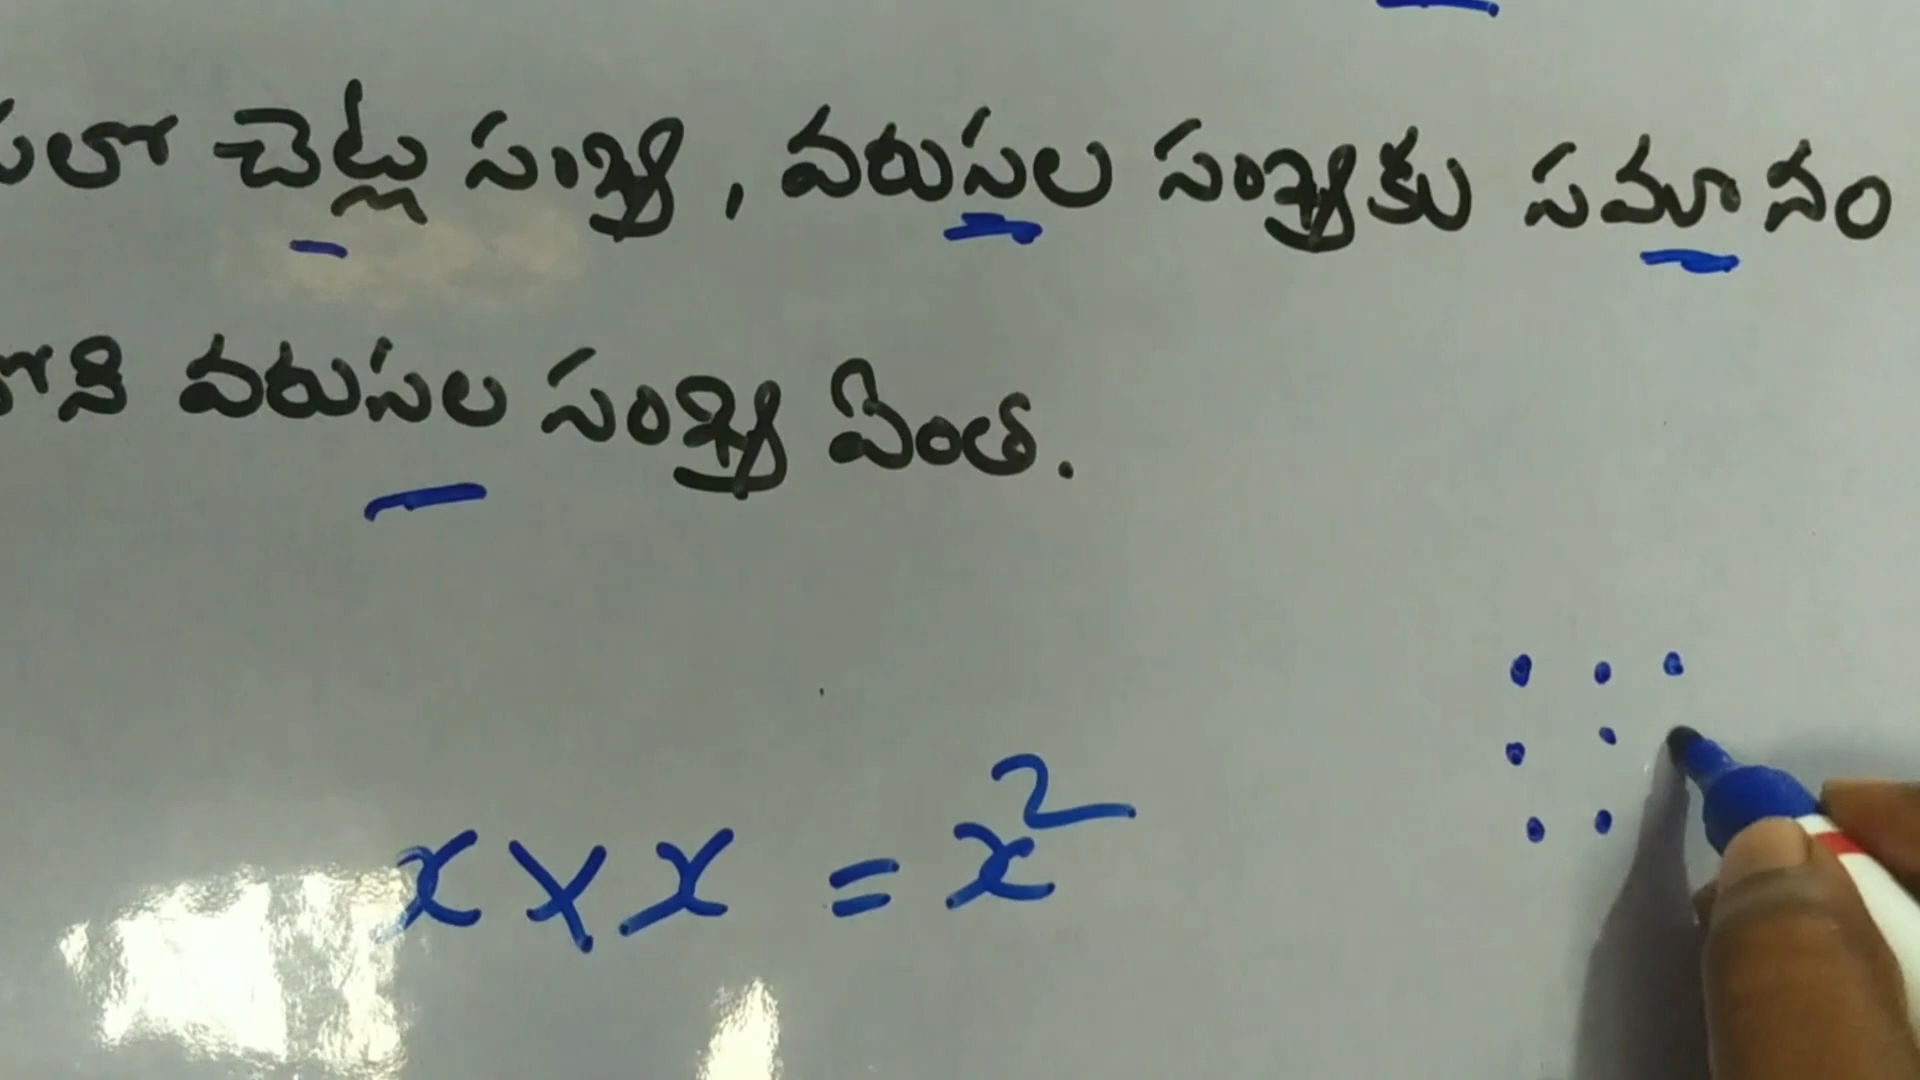 చెట్ల సంఖ్య, వరుసల సంఖ్యకు సమానం
వరుసల సంఖ్య ఏంత.
x × x = x²